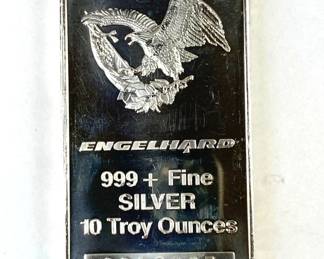 ENGELHARD
999+ Fine
SILVER
10 Troy Ounces